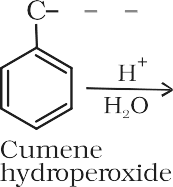 C– – – –
H⁺
H₂O
Cumene
hydroperoxide